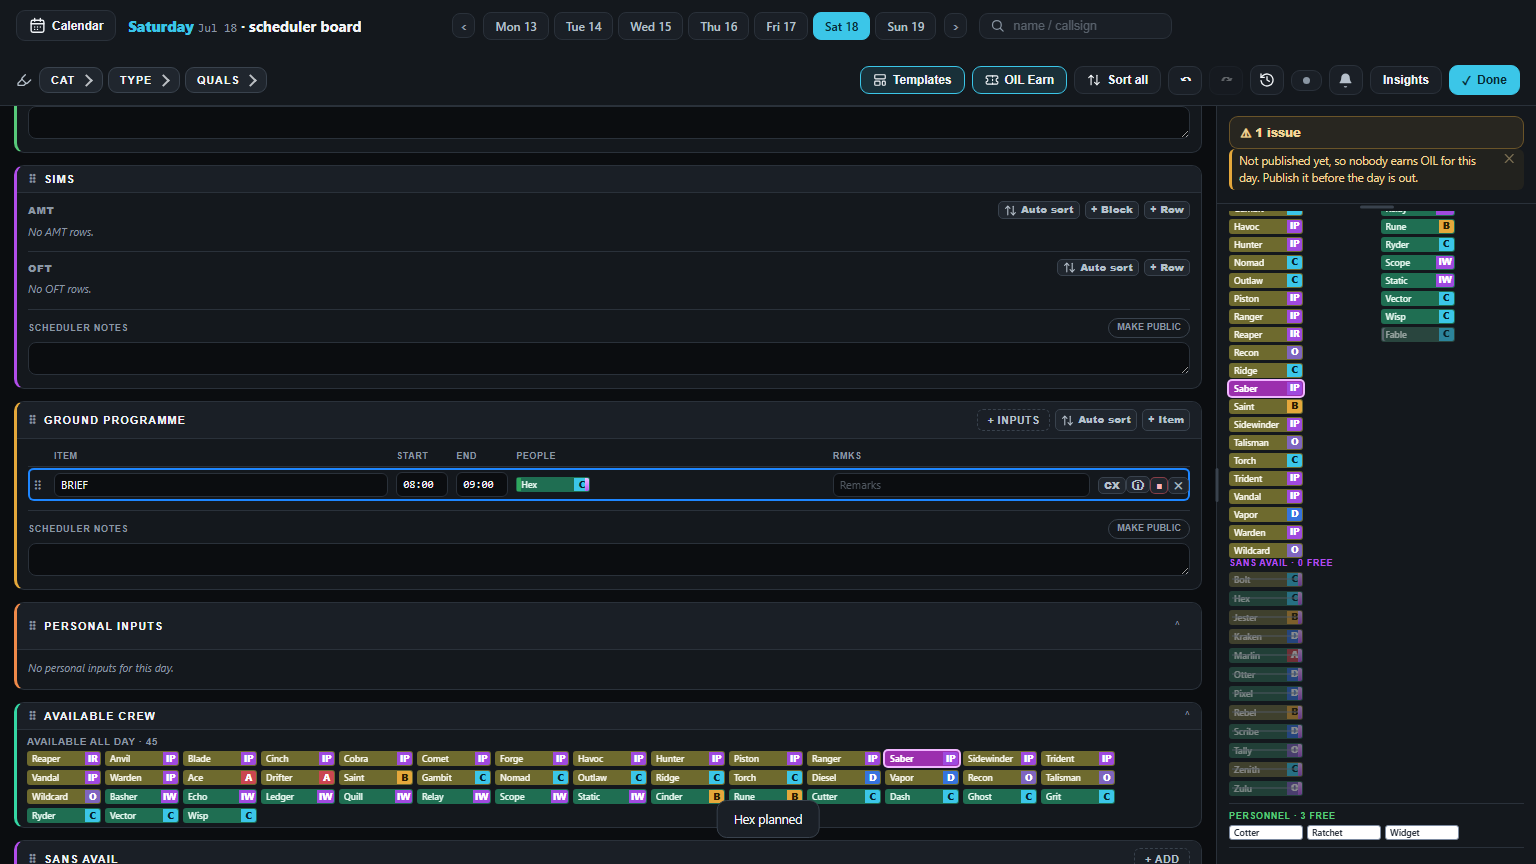 Calendar
Saturday Jul 18 · scheduler board
‹ Mon 13 Tue 14 Wed 15 Thu 16 Fri 17 Sat 18 Sun 19 ›
name / callsign
CAT TYPE QUALS
Templates OIL Earn Sort all Insights ✓ Done
⚠ 1 issue
Not published yet, so nobody earns OIL for this
day. Publish it before the day is out.
SIMS
AMT
Auto sort + Block + Row
No AMT rows.
OFT
Auto sort + Row
No OFT rows.
SCHEDULER NOTES
MAKE PUBLIC
GROUND PROGRAMME
+ INPUTS Auto sort + Item
ITEM START END PEOPLE RMKS
BRIEF 08:00 09:00 Hex C Remarks CX
SCHEDULER NOTES
MAKE PUBLIC
PERSONAL INPUTS
No personal inputs for this day.
AVAILABLE CREW
AVAILABLE ALL DAY · 45
Reaper IR Anvil IP Blade IP Cinch IP Cobra IP Comet IP Forge IP Havoc IP Hunter IP Piston IP Ranger IP Saber IP Sidewinder IP Trident IP
Vandal IP Warden IP Ace A Drifter A Saint B Gambit C Nomad C Outlaw C Ridge C Torch C Diesel D Vapor D Recon O Talisman O
Wildcard O Basher IW Echo IW Ledger IW Quill IW Relay IW Scope IW Static IW Cinder B Rune B Cutter C Dash C Ghost C Grit C
Ryder C Vector C Wisp C
Hex planned
SANS AVAIL
+ ADD
Havoc IP
Hunter IP
Nomad C
Outlaw C
Piston IP
Ranger IP
Reaper IR
Recon O
Ridge C
Saber IP
Saint B
Sidewinder IP
Talisman O
Torch C
Trident IP
Vandal IP
Vapor D
Warden IP
Wildcard O
Rune B
Ryder C
Scope IW
Static IW
Vector C
Wisp C
Fable C
SANS AVAIL · 0 FREE
Bolt C
Hex C
Jester B
Kraken D
Marlin A
Otter D
Pixel D
Rebel B
Scribe D
Tally O
Zenith C
Zulu O
PERSONNEL · 3 FREE
Cotter Ratchet Widget